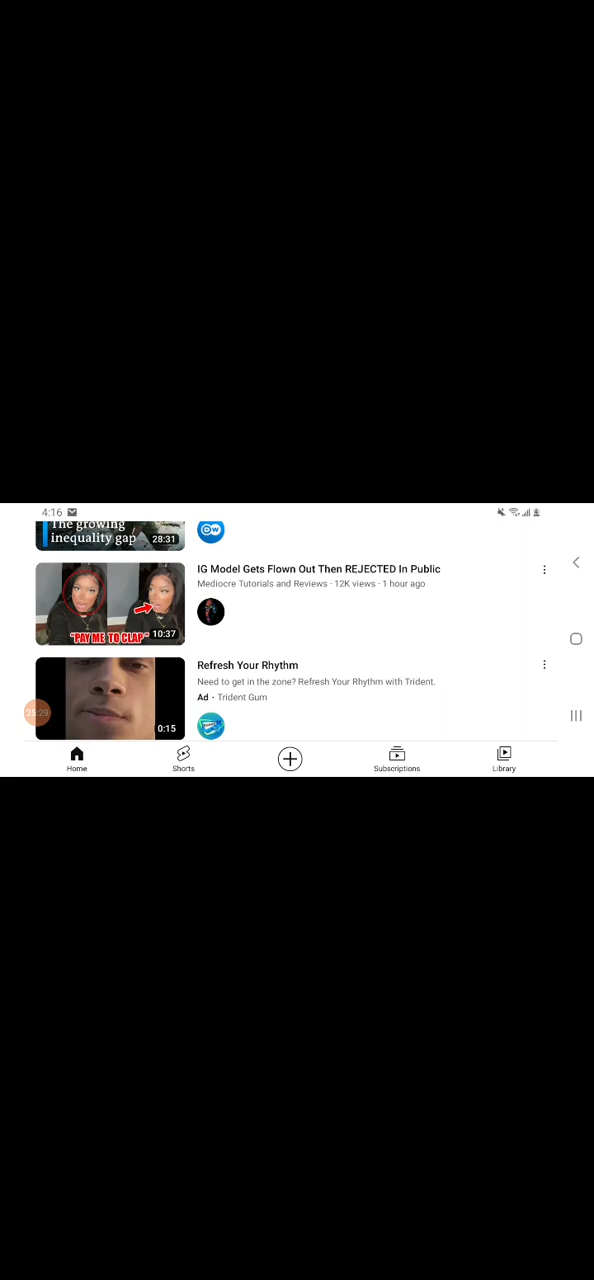 4:16
The growing
inequality gap
28:31
DW
IG Model Gets Flown Out Then REJECTED In Public
Mediocre Tutorials and Reviews · 12K views · 1 hour ago
"PAY ME TO CLAP"
10:37
Refresh Your Rhythm
Need to get in the zone? Refresh Your Rhythm with Trident.
Ad · Trident Gum
25:29
0:15
Home
Shorts
Subscriptions
Library